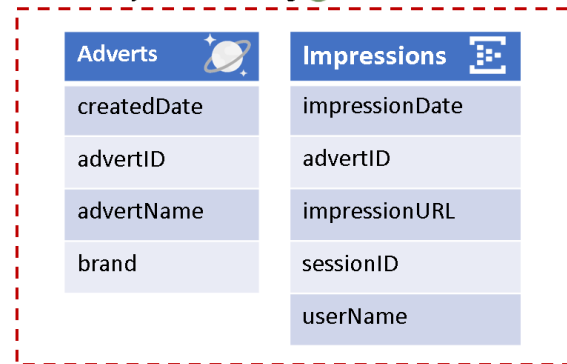 Adverts
createdDate
advertID
advertName
brand
Impressions
impressionDate
advertID
impressionURL
sessionID
userName